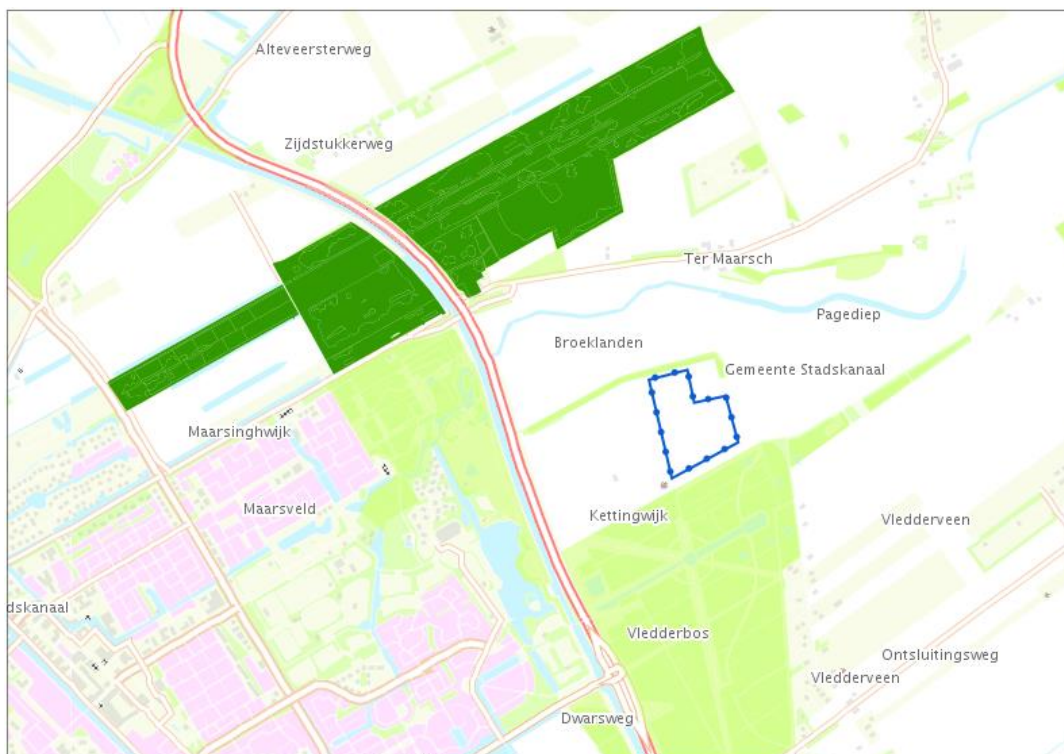 Alteveersterweg
Zijdstukkerweg
Ter Maarsch
Pagediep
Broeklanden
Gemeente Stadskanaal
Maarsinghwijk
Maarsveld
Kettingwijk
Vledderveen
dskanaal
Vledderbos
Ontsluitingsweg
Vledderveen
Dwarsweg